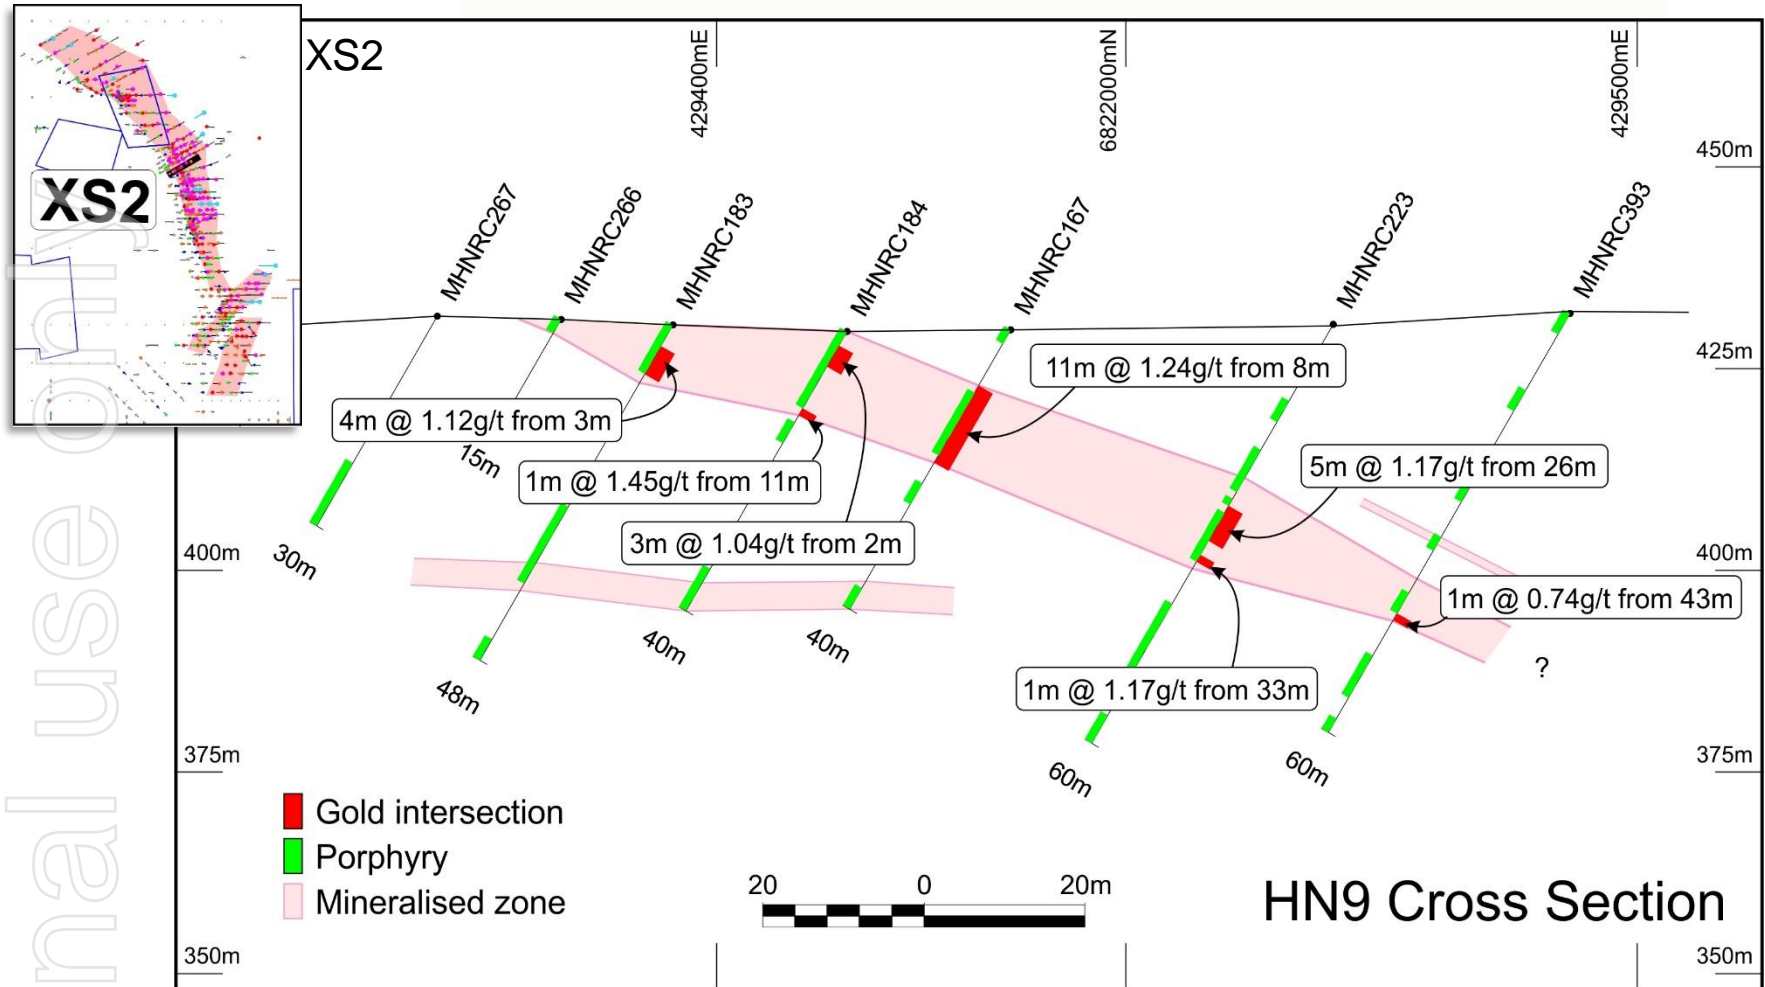 XS2
XS2
429400mE
6822000mN
429500mE
450m
MHNRC267
MHNRC266
MHNRC183
MHNRC184
MHNRC167
MHNRC223
MHNRC393
425m
11m @ 1.24g/t from 8m
4m @ 1.12g/t from 3m
15m
1m @ 1.45g/t from 11m
5m @ 1.17g/t from 26m
3m @ 1.04g/t from 2m
400m
400m
30m
1m @ 0.74g/t from 43m
40m
40m
?
48m
1m @ 1.17g/t from 33m
60m
60m
375m
375m
Gold intersection
Porphyry
Mineralised zone
20 0 20m
HN9 Cross Section
350m
350m
nal use only